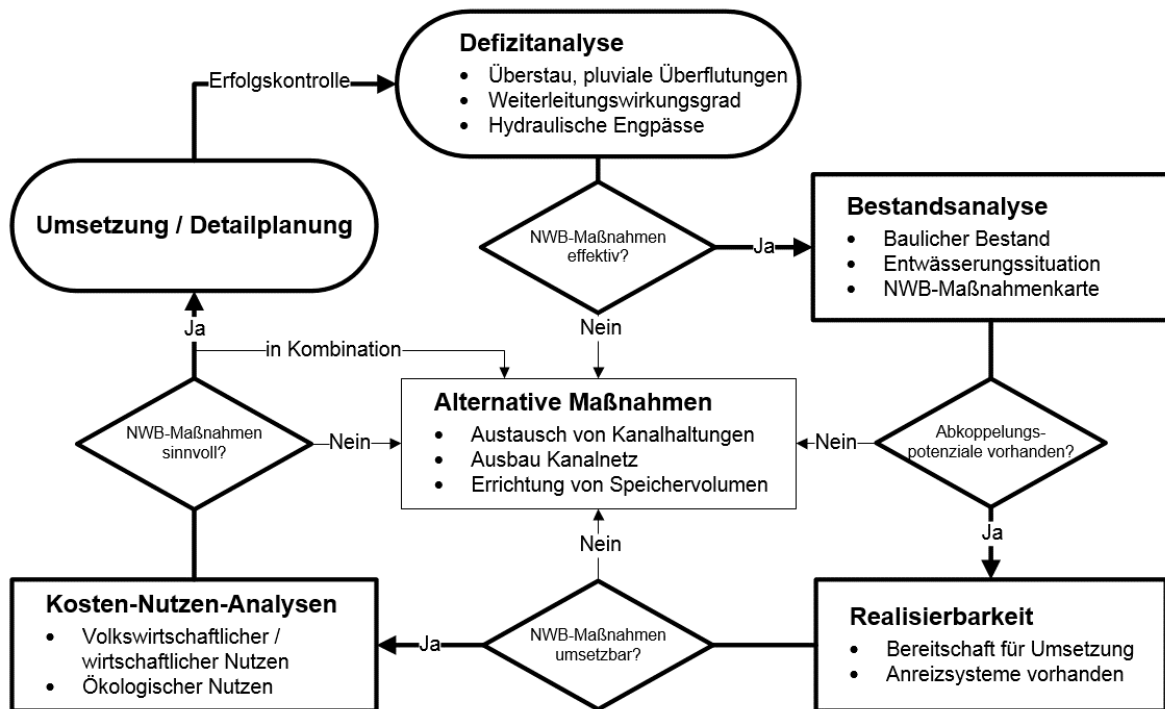 Defizitanalyse
• Überstau, pluviale Überflutungen
• Weiterleitungswirkungsgrad
• Hydraulische Engpässe
Erfolgskontrolle
Umsetzung / Detailplanung
NWB-Maßnahmen
effektiv?
Ja
Bestandsanalyse
• Baulicher Bestand
• Entwässerungssituation
• NWB-Maßnahmenkarte
Nein
Ja
in Kombination
Alternative Maßnahmen
• Austausch von Kanalhaltungen
• Ausbau Kanalnetz
• Errichtung von Speichervolumen
NWB-Maßnahmen
sinnvoll?
Nein
Nein
Abkoppelungs-
potenziale vorhanden?
Ja
Nein
Realisierbarkeit
• Bereitschaft für Umsetzung
• Anreizsysteme vorhanden
NWB-Maßnahmen
umsetzbar?
Ja
Kosten-Nutzen-Analysen
• Volkswirtschaftlicher /
wirtschaftlicher Nutzen
• Ökologischer Nutzen